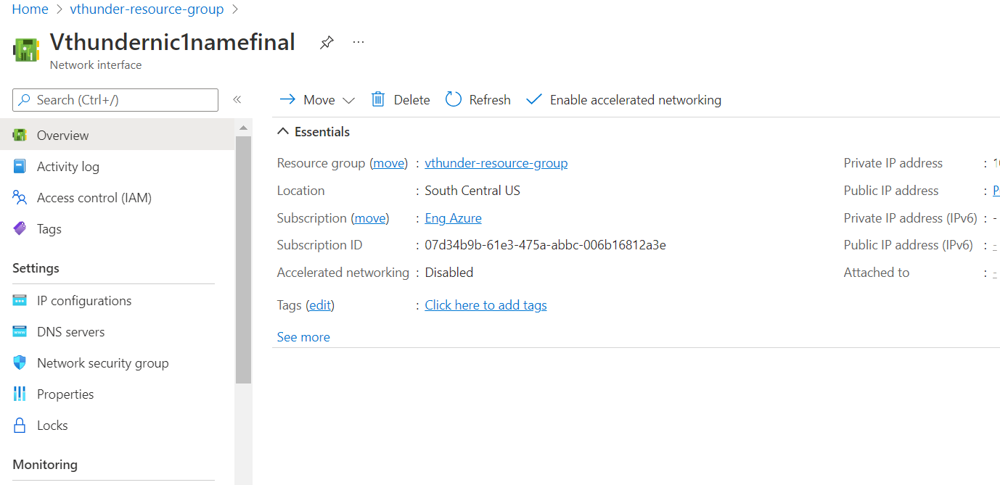 Home > vthunder-resource-group >
Vthundernic1namefinal
...
Network interface
Search (Ctrl+/)
«
Overview
Activity log
Access control (IAM)
Tags
Settings
IP configurations
DNS servers
Network security group
Properties
Locks
Monitoring
Move
Delete
Refresh
Enable accelerated networking
Essentials
Resource group (move) : vthunder-resource-group
Location : South Central US
Subscription (move) : Eng Azure
Subscription ID : 07d34b9b-61e3-475a-abbc-006b16812a3e
Accelerated networking : Disabled
Tags (edit) : Click here to add tags
See more
Private IP address :
Public IP address :
Private IP address (IPv6) : -
Public IP address (IPv6) : -
Attached to : -